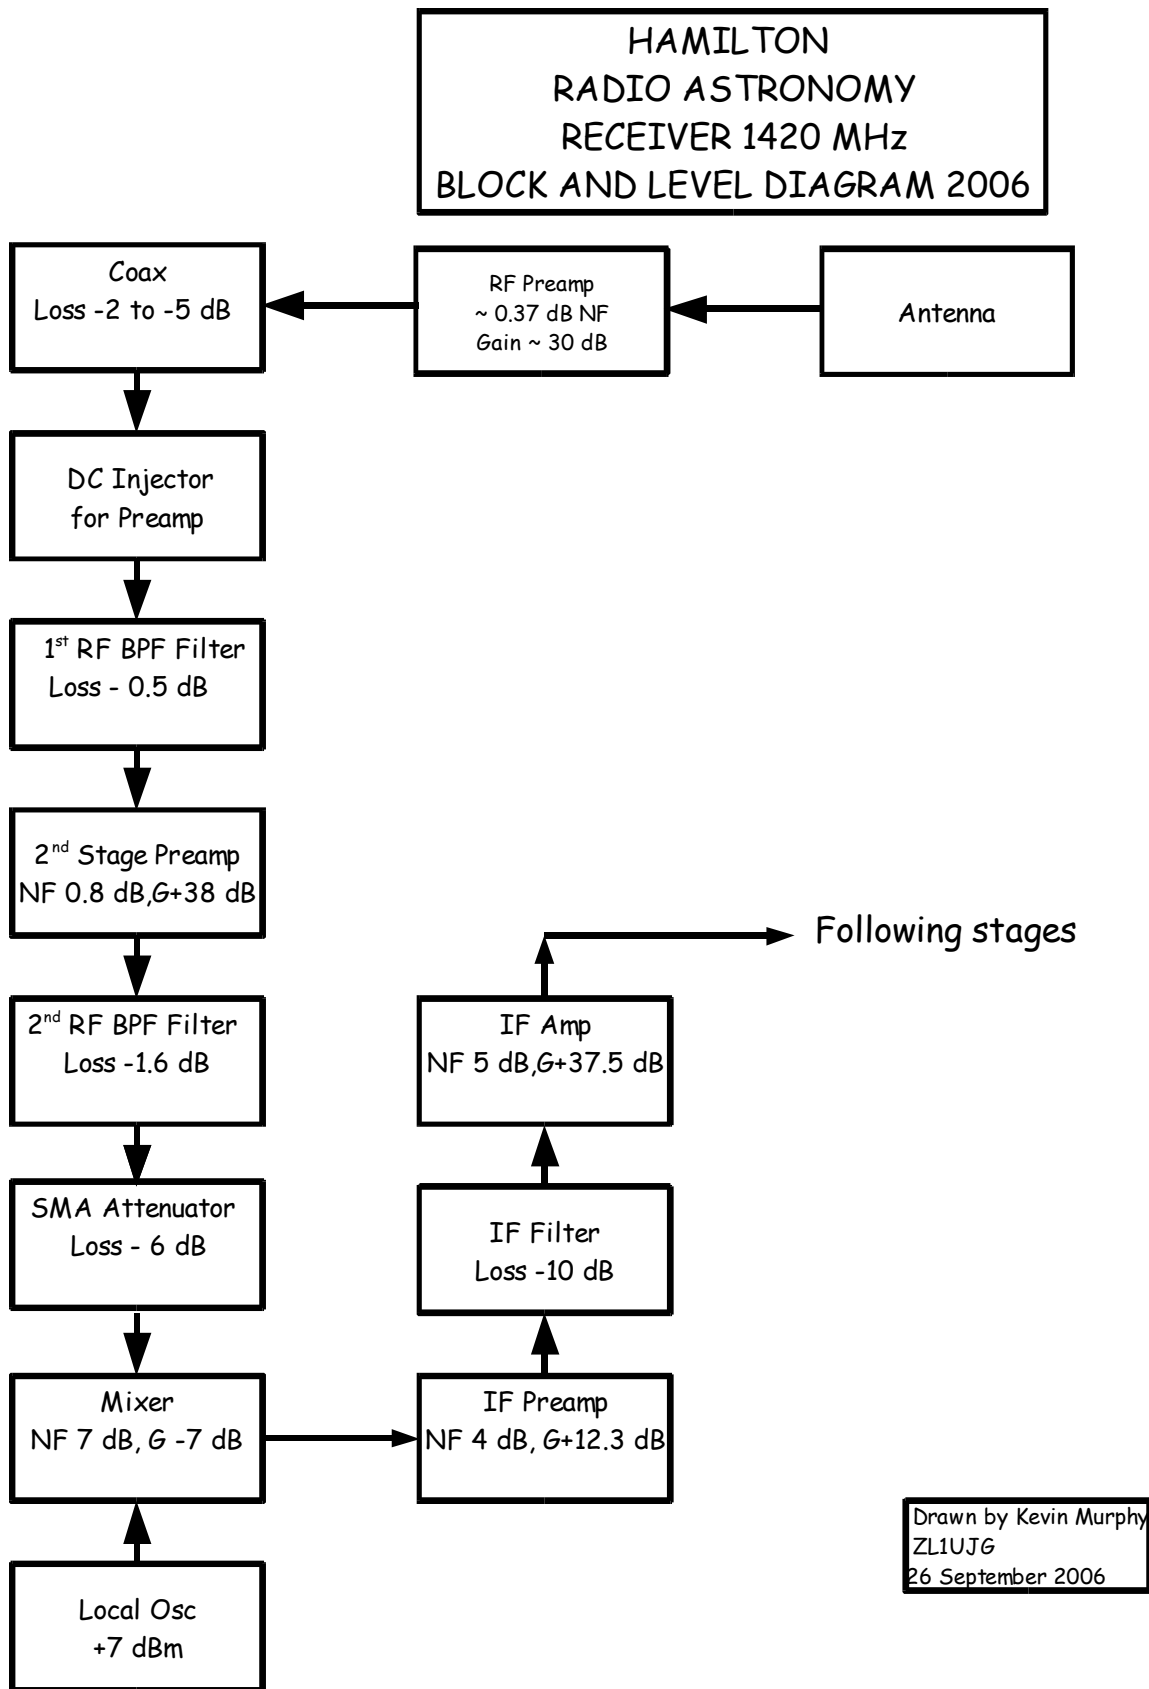 HAMILTON
RADIO ASTRONOMY
RECEIVER 1420 MHz
BLOCK AND LEVEL DIAGRAM 2006
Antenna
RF Preamp
~ 0.37 dB NF
Gain ~ 30 dB
Coax
Loss -2 to -5 dB
DC Injector
for Preamp
1st RF BPF Filter
Loss - 0.5 dB
2nd Stage Preamp
NF 0.8 dB,G+38 dB
2nd RF BPF Filter
Loss -1.6 dB
SMA Attenuator
Loss - 6 dB
Mixer
NF 7 dB, G -7 dB
Local Osc
+7 dBm
IF Preamp
NF 4 dB, G+12.3 dB
IF Filter
Loss -10 dB
IF Amp
NF 5 dB,G+37.5 dB
Following stages
Drawn by Kevin Murphy
ZL1UJG
26 September 2006